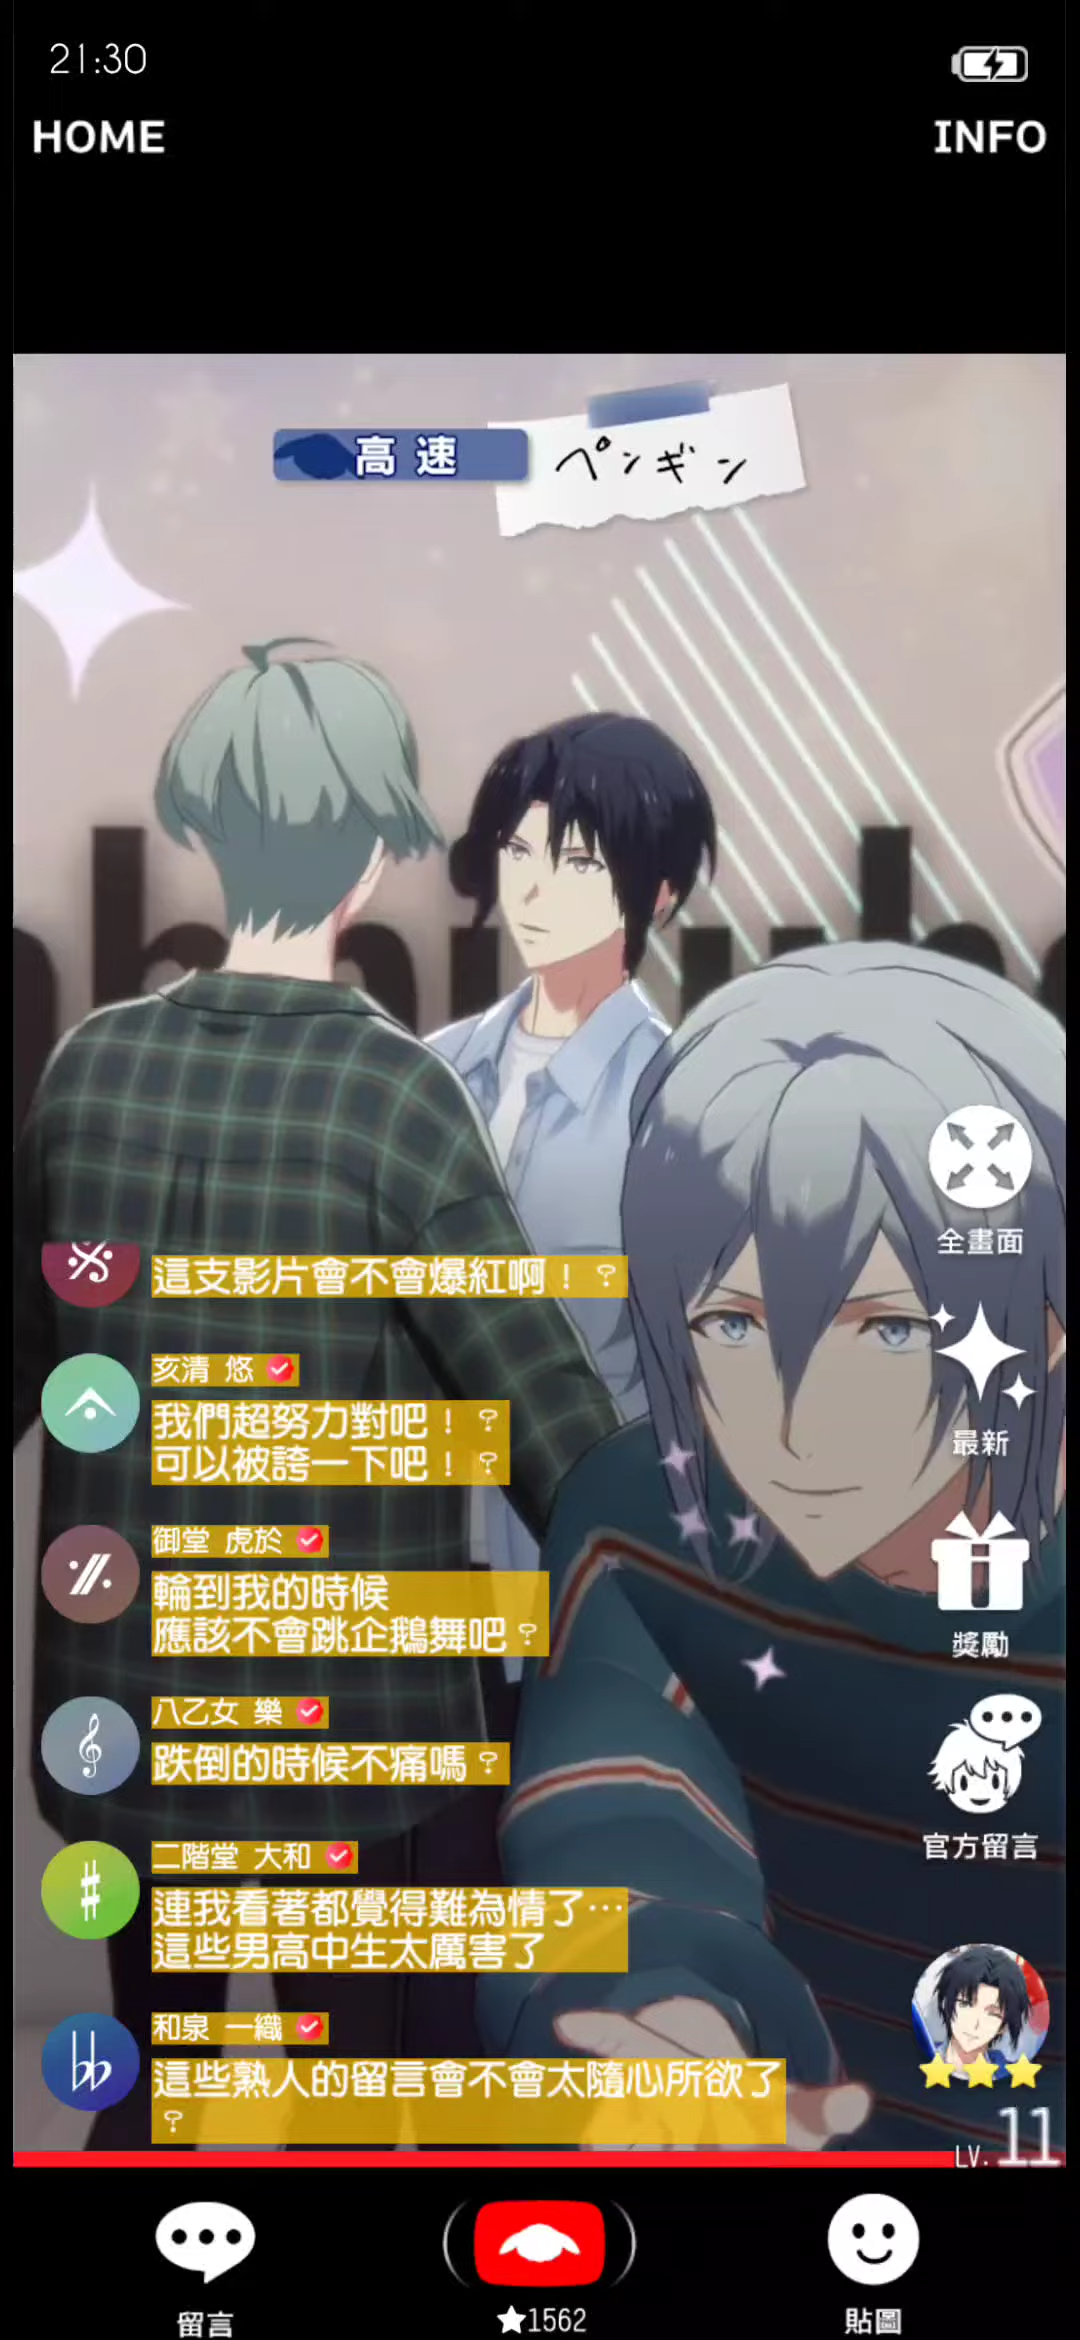 21:30
HOME
INFO
高速
ペンギン
全畫面
這支影片會不會爆紅啊！？
亥清 悠
我們超努力對吧！？
可以被誇一下吧！？
最新
御堂 虎於
輪到我的時候
應該不會跳企鵝舞吧？
獎勵
八乙女 樂
跌倒的時候不痛嗎？
官方留言
二階堂 大和
連我看著都覺得難為情了…
這些男高中生太厲害了
和泉 一織
這些熟人的留言會不會太隨心所欲了
？
LV. 11
留言
★1562
貼圖